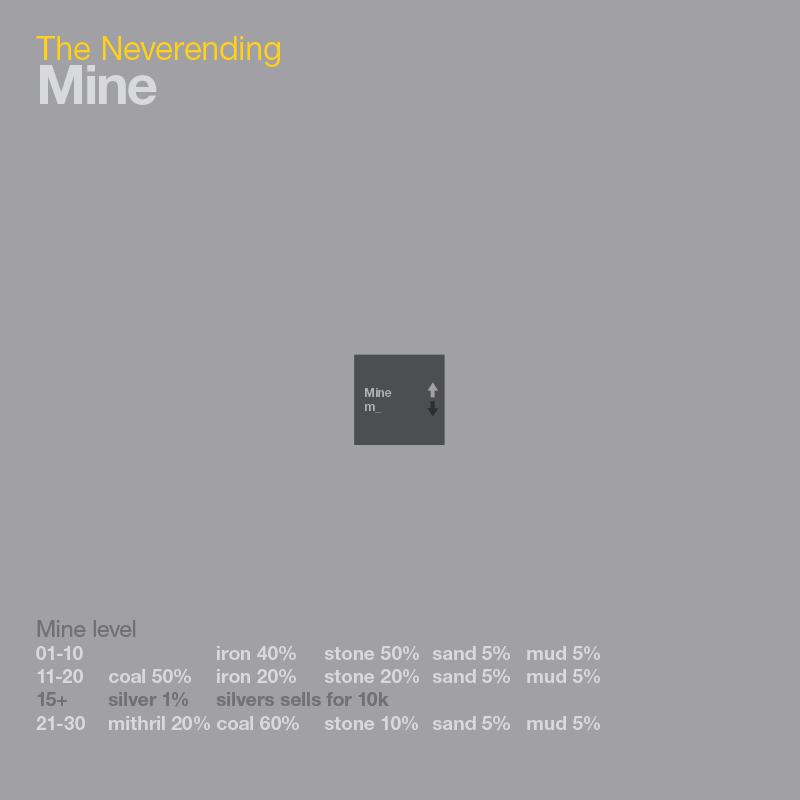 The Neverending
Mine
Mine
m_
Mine level
01-10 iron 40% stone 50% sand 5% mud 5%
11-20 coal 50% iron 20% stone 20% sand 5% mud 5%
15+ silver 1% silvers sells for 10k
21-30 mithril 20% coal 60% stone 10% sand 5% mud 5%